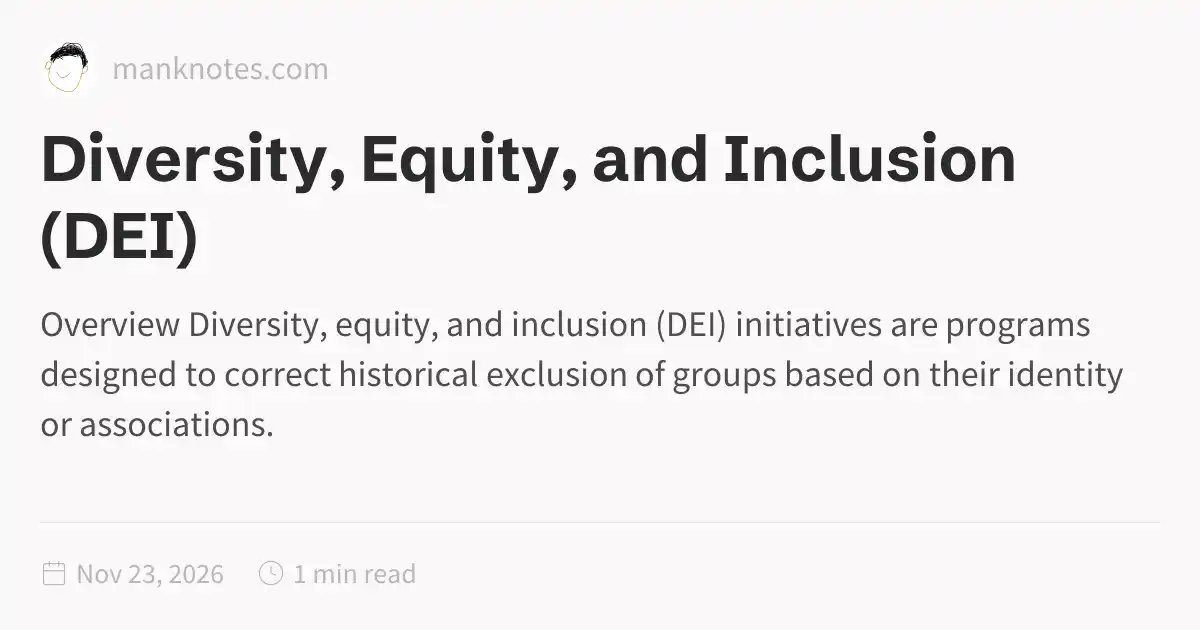 manknotes.com
Diversity, Equity, and Inclusion
(DEI)
Overview Diversity, equity, and inclusion (DEI) initiatives are programs
designed to correct historical exclusion of groups based on their identity
or associations.
Nov 23, 2026 1 min read